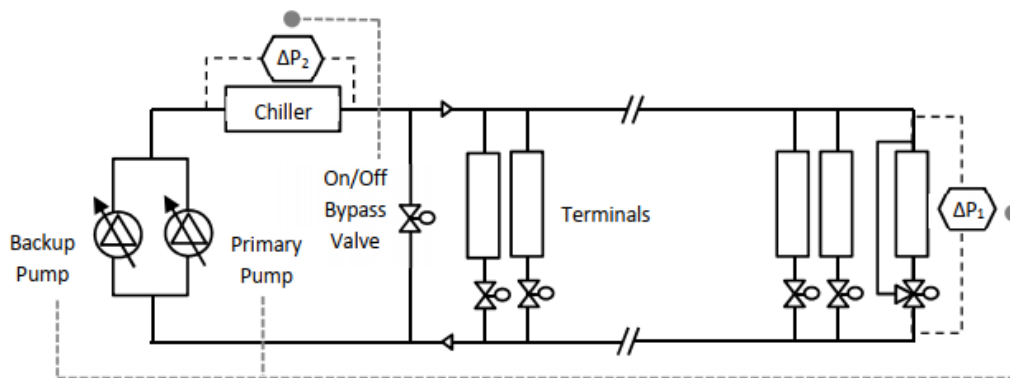 ΔP₂
Chiller
On/Off
Bypass
Valve
Terminals
ΔP₁
Backup
Pump
Primary
Pump